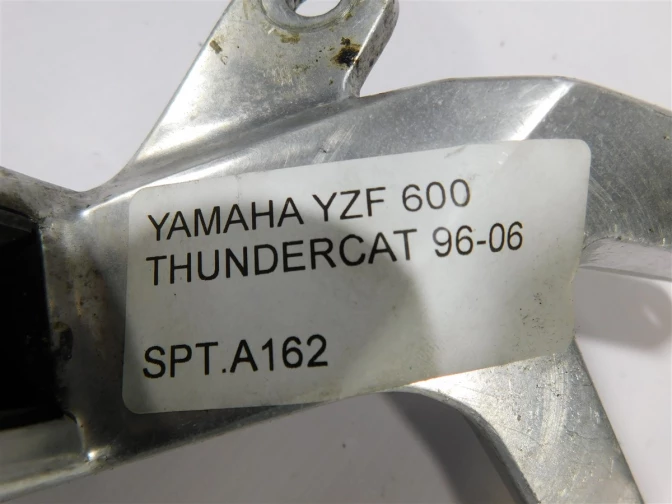 YAMAHA YZF 600
THUNDERCAT 96-06
SPT.A162